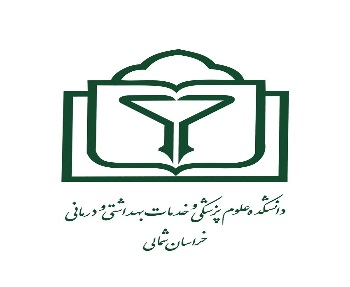 دانشکده علوم پزشکی و خدمات بهداشتی و درمانی
خراسان شمالی